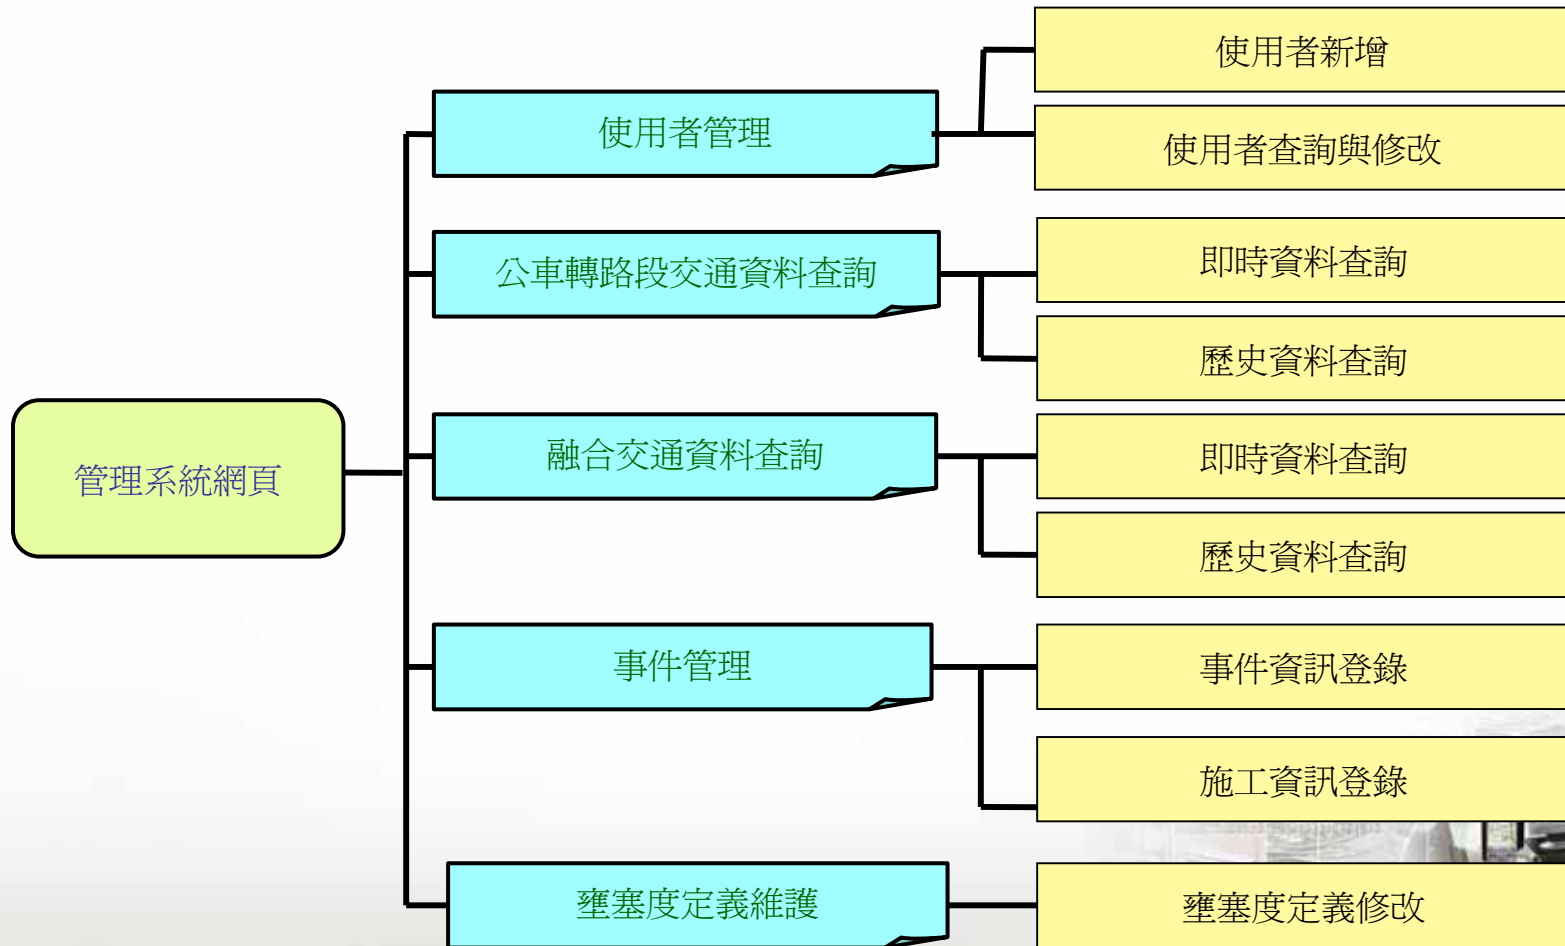 管理系統網頁
使用者管理
使用者新增
使用者查詢與修改
公車轉路段交通資料查詢
即時資料查詢
歷史資料查詢
融合交通資料查詢
即時資料查詢
歷史資料查詢
事件管理
事件資訊登錄
施工資訊登錄
壅塞度定義維護
壅塞度定義修改